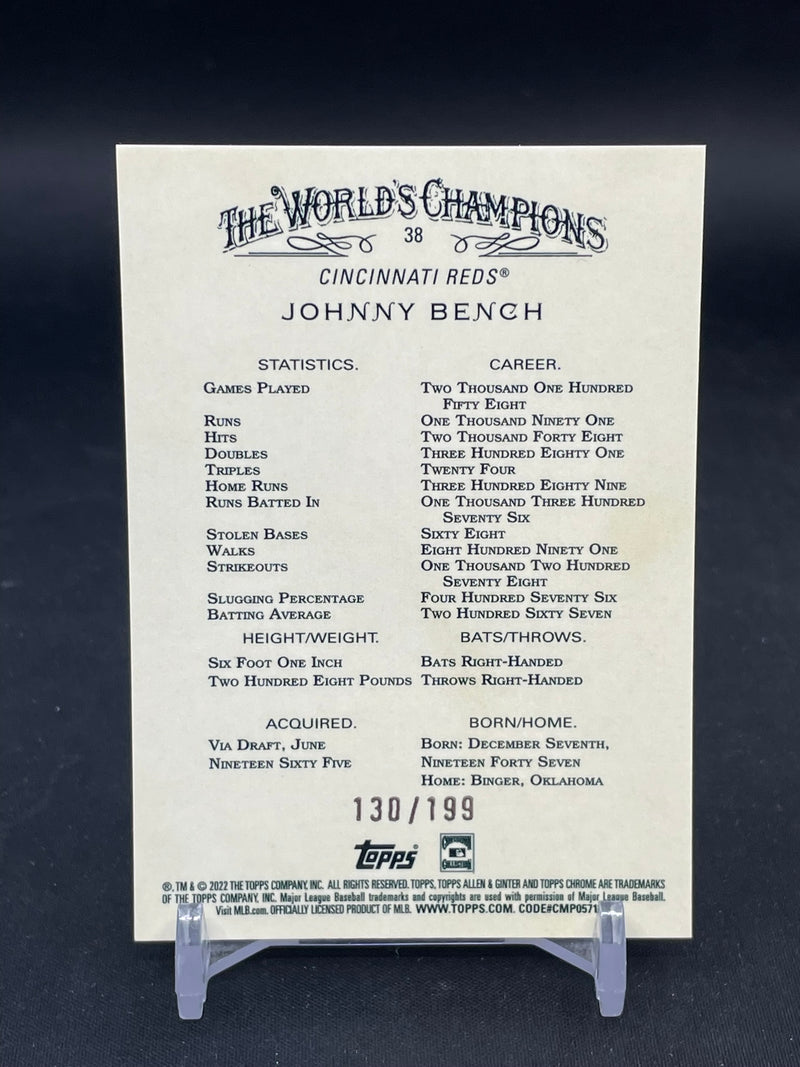 THE WORLD'S CHAMPIONS
38
CINCINNATI REDS®
JOHNNY BENCH
STATISTICS. CAREER.
GAMES PLAYED TWO THOUSAND ONE HUNDRED
FIFTY EIGHT
RUNS ONE THOUSAND NINETY ONE
HITS TWO THOUSAND FORTY EIGHT
DOUBLES THREE HUNDRED EIGHTY ONE
TRIPLES TWENTY FOUR
HOME RUNS THREE HUNDRED EIGHTY NINE
RUNS BATTED IN ONE THOUSAND THREE HUNDRED
SEVENTY SIX
STOLEN BASES SIXTY EIGHT
WALKS EIGHT HUNDRED NINETY ONE
STRIKEOUTS ONE THOUSAND TWO HUNDRED
SEVENTY EIGHT
SLUGGING PERCENTAGE FOUR HUNDRED SEVENTY SIX
BATTING AVERAGE TWO HUNDRED SIXTY SEVEN
HEIGHT/WEIGHT. BATS/THROWS.
SIX FOOT ONE INCH BATS RIGHT-HANDED
TWO HUNDRED EIGHT POUNDS THROWS RIGHT-HANDED
ACQUIRED. BORN/HOME.
VIA DRAFT, JUNE BORN: DECEMBER SEVENTH,
NINETEEN SIXTY FIVE NINETEEN FORTY SEVEN
HOME: BINGER, OKLAHOMA
130/199
topps COOPERSTOWN COLLECTION
®, TM & © 2022 THE TOPPS COMPANY, INC. ALL RIGHTS RESERVED. TOPPS, TOPPS ALLEN & GINTER AND TOPPS CHROME ARE TRADEMARKS
OF THE TOPPS COMPANY, INC. Major League Baseball trademarks and copyrights are used with permission of Major League Baseball.
Visit MLB.com. OFFICIALLY LICENSED PRODUCT OF MLB. WWW.TOPPS.COM. CODE#CMP0571